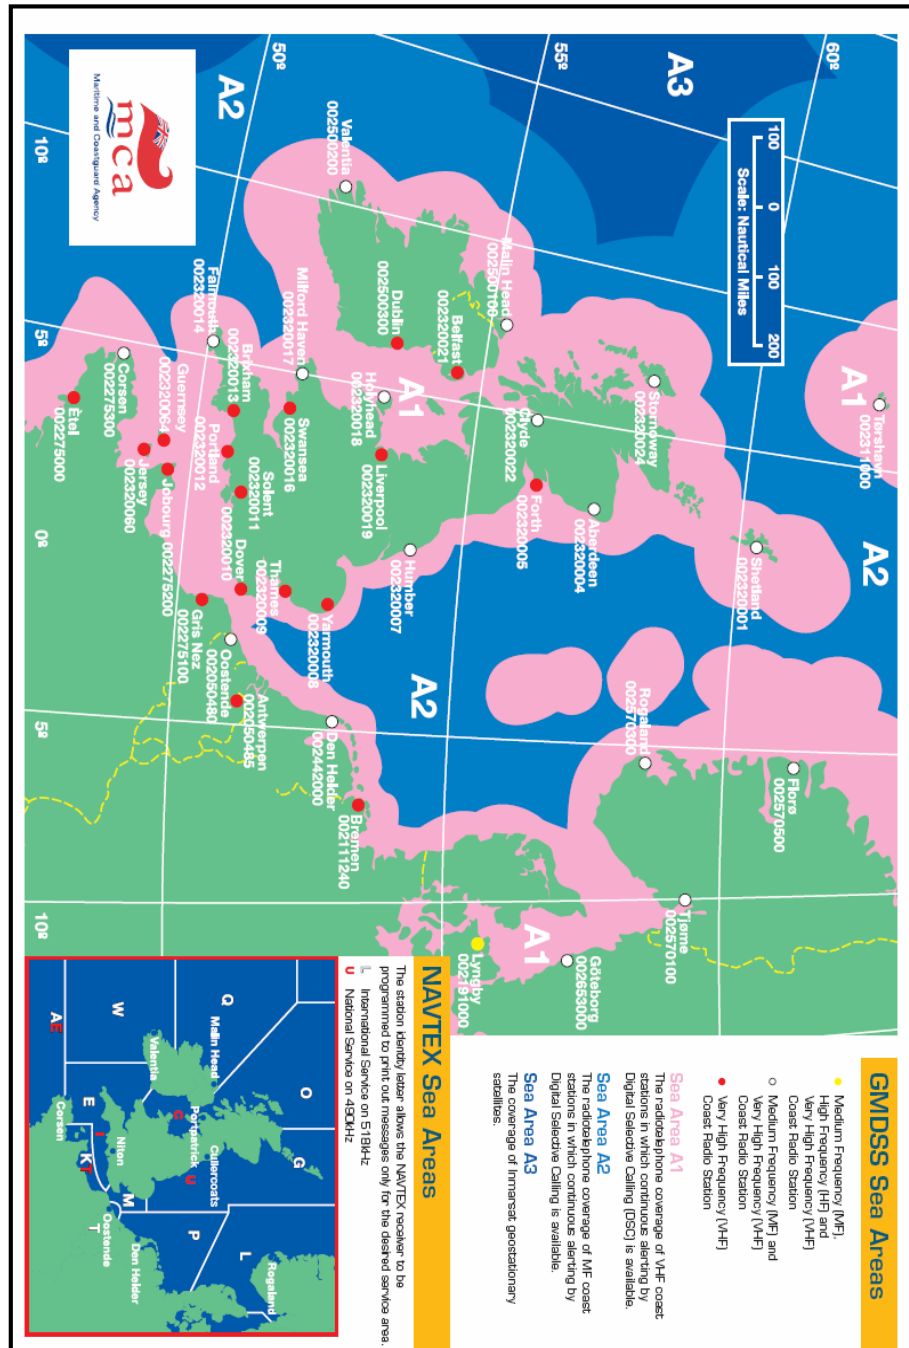 GMDSS Sea Areas
Medium Frequency (MF),
High Frequency (HF) and
Very High Frequency (VHF)
Coast Radio Station
Medium Frequency (MF) and
Very High Frequency (VHF)
Coast Radio Station
Very High Frequency (VHF)
Coast Radio Station
Sea Area A1
The radiotelephone coverage of VHF coast
stations in which continuous alerting by
Digital Selective Calling (DSC) is available.
Sea Area A2
The radiotelephone coverage of MF coast
stations in which continuous alerting by
Digital Selective Calling is available.
Sea Area A3
The coverage of Inmarsat geostationary
satellites.
NAVTEX Sea Areas
The station identity letter allows the NAVTEX receiver to be
programmed to print out messages only for the desired service area.
L International Service on 518kHz
U National Service on 490kHz
60º
55º
50º
10º
5º
0º
5º
10º
A3
A2
A1
A2
A1
A2
A1
100 0 100 200
Scale: Nautical Miles
Tørshavn
002311000
Shetland
002320001
Florø
002570500
Rogaland
002570300
Tjøme
002570100
Göteborg
002653000
Lyngby
002191000
Stornoway
002320024
Aberdeen
002320004
Forth
002320005
Clyde
002320022
Malin Head
002500100
Belfast
002320021
Dublin
002500300
Valentia
002500200
Holyhead
002320018
Liverpool
002320019
Humber
002320007
Milford Haven
002320017
Swansea
002320016
Yarmouth
002320008
Thames
002320009
Dover
002320010
Solent
002320011
Portland
002320012
Brixham
002320013
Falmouth
002320014
Guernsey
002320064
Jersey
002320060
Jobourg 002275200
Corsen
002275300
Étel
002275000
Gris Nez
002275100
Oostende
002050480
Antwerpen
002050485
Den Helder
002442000
Bremen
002111240
mca
Maritime and Coastguard Agency
O
G
Q
L
Rogaland
Malin Head
Cullercoats
Portpatrick
U
C
P
W
Valentia
Den Helder
M
Niton
Oostende
T
E
I
K
T
Corsen
A
E